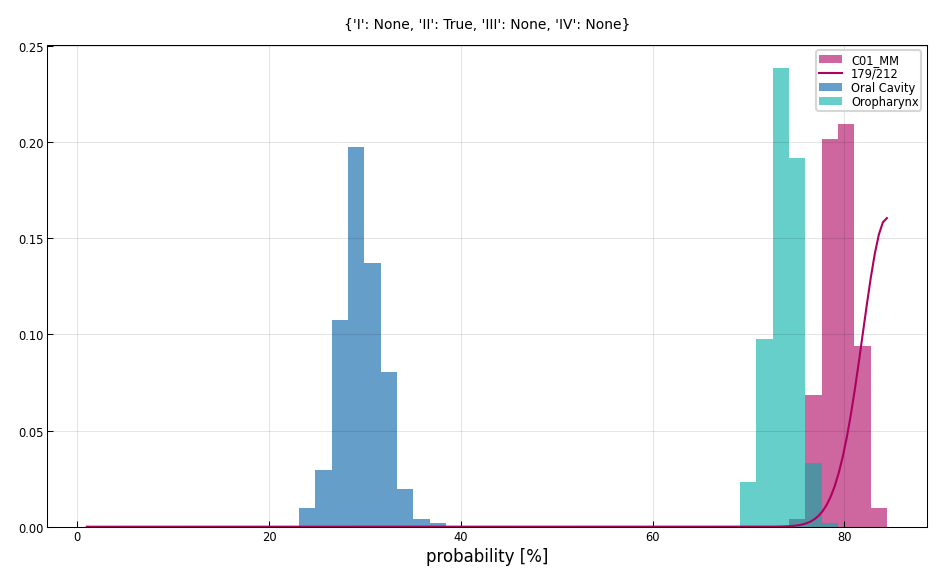 {'I': None, 'II': True, 'III': None, 'IV': None}
0.25
0.20
0.15
0.10
0.05
0.00
C01_MM
179/212
Oral Cavity
Oropharynx
0 20 40 60 80
probability [%]